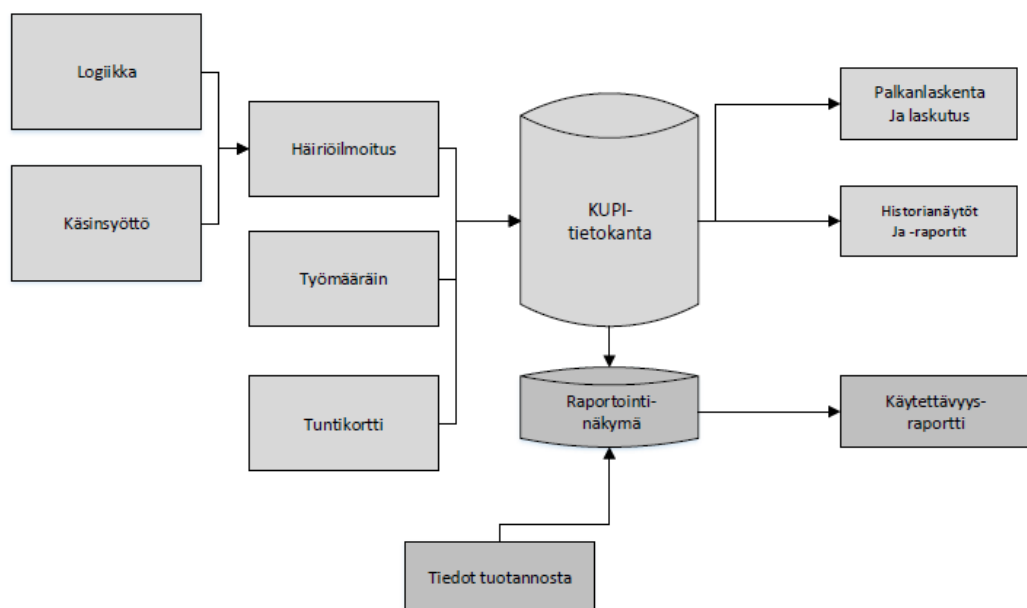 Logiikka
Käsinsyöttö
Häiriöilmoitus
Työmääräin
Tuntikortti
KUPI-
tietokanta
Raportointi-
näkymä
Tiedot tuotannosta
Palkanlaskenta
Ja laskutus
Historianäytöt
Ja -raportit
Käytettävyys-
raportti